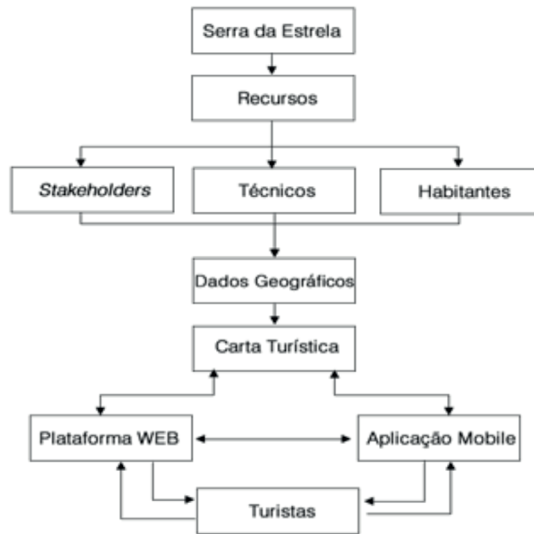 Serra da Estrela
Recursos
Stakeholders
Técnicos
Habitantes
Dados Geográficos
Carta Turística
Plataforma WEB
Aplicação Mobile
Turistas